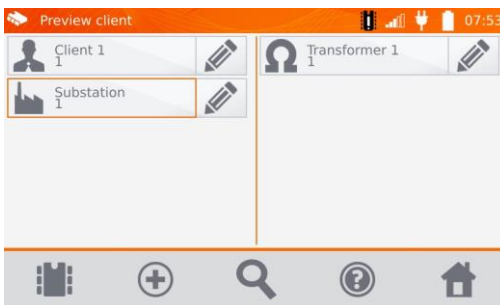 Preview client
07:53
Client 1
1
Substation
1
Transformer 1
1